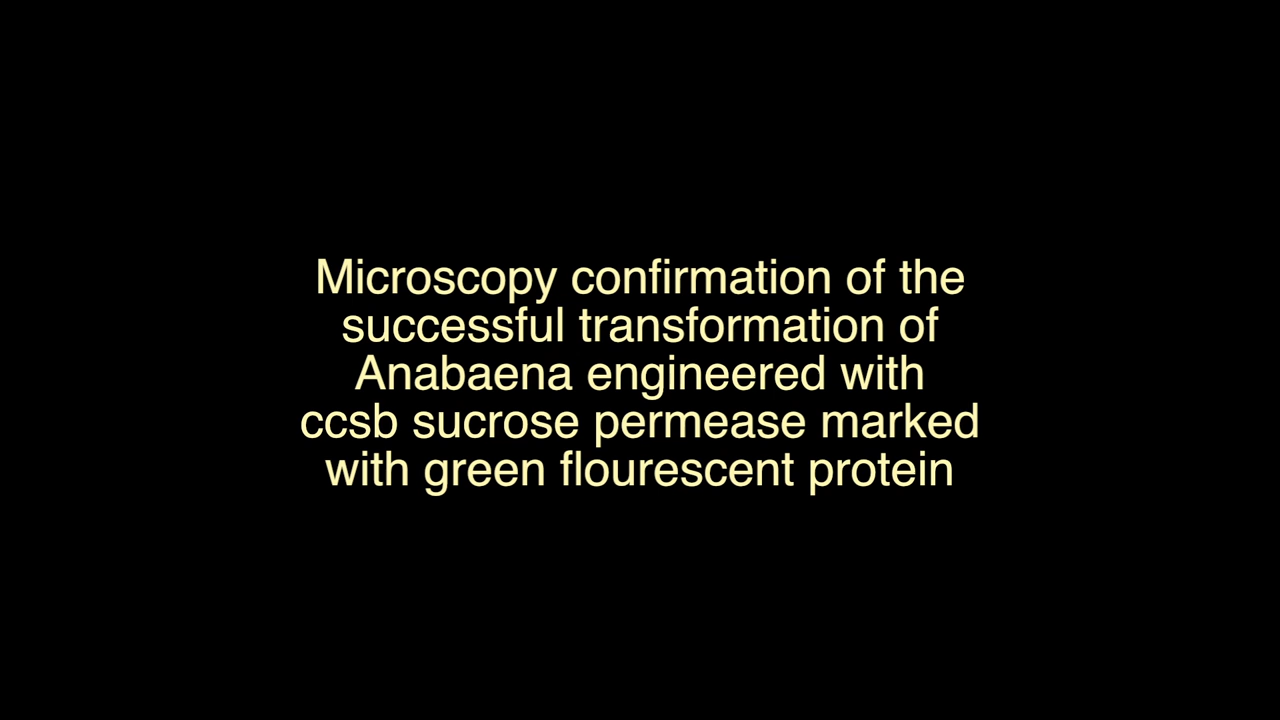 Microscopy confirmation of the
successful transformation of
Anabaena engineered with
ccsb sucrose permease marked
with green flourescent protein